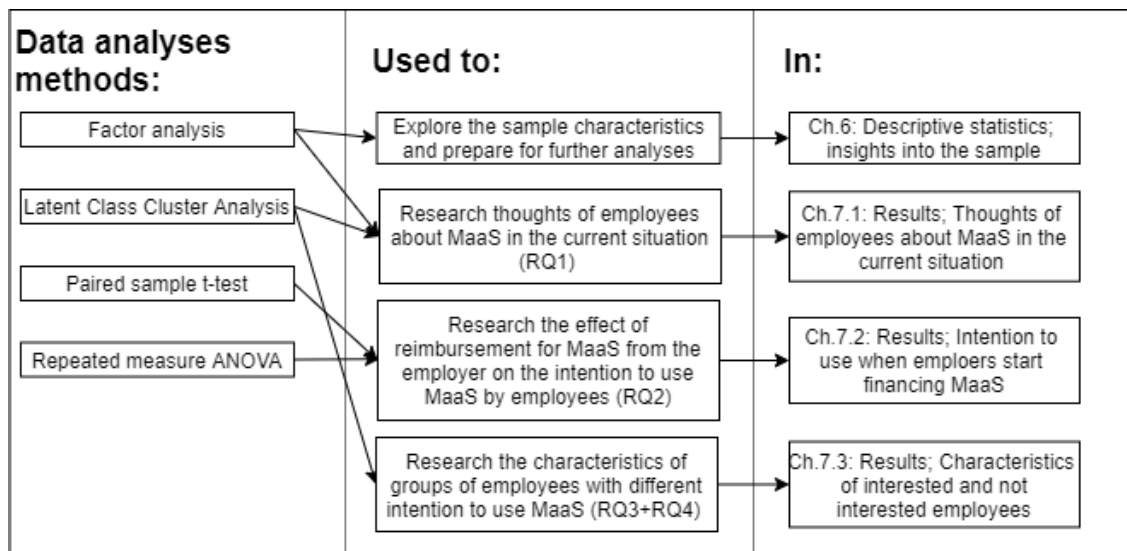 Data analyses
methods:
Used to:
In:
Factor analysis
Latent Class Cluster Analysis
Paired sample t-test
Repeated measure ANOVA
Explore the sample characteristics
and prepare for further analyses
Research thoughts of employees
about MaaS in the current situation
(RQ1)
Research the effect of
reimbursement for MaaS from the
employer on the intention to use
MaaS by employees (RQ2)
Research the characteristics of
groups of employees with different
intention to use MaaS (RQ3+RQ4)
Ch.6: Descriptive statistics;
insights into the sample
Ch.7.1: Results; Thoughts of
employees about MaaS in the
current situation
Ch.7.2: Results; Intention to
use when emploers start
financing MaaS
Ch.7.3: Results; Characteristics
of interested and not
interested employees